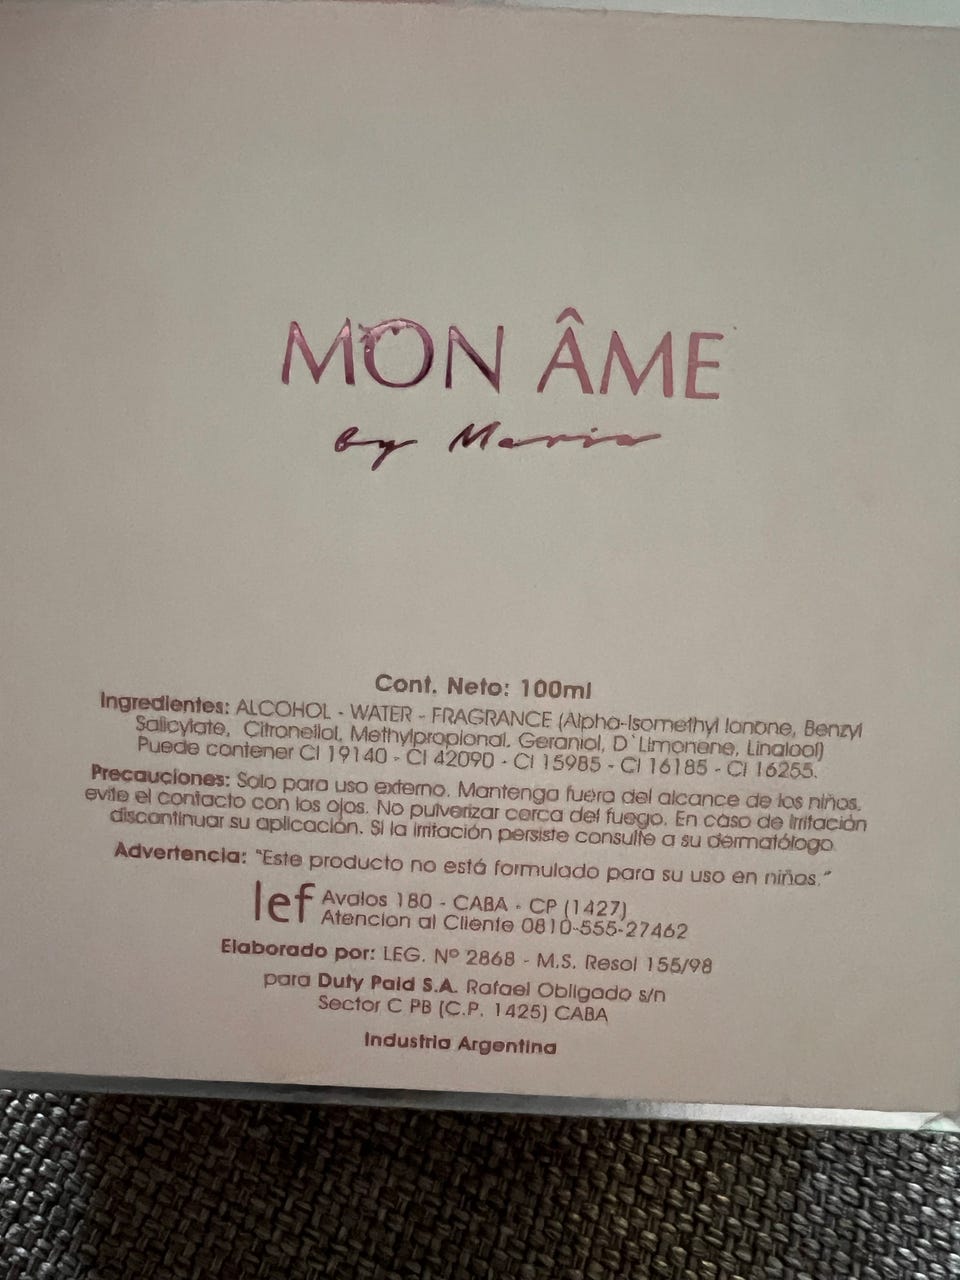 MON ÂME
by Maria
Cont. Neto: 100ml
Ingredientes: ALCOHOL - WATER - FRAGRANCE (Alpha-Isomethyl Ionone, Benzyl
Salicylate, Citronellol, Methylpropional, Geraniol, D`Limonene, Linalool)
Puede contener CI 19140 - CI 42090 - CI 15985 - CI 16185 - CI 16255.
Precauciones: Solo para uso externo. Mantenga fuera del alcance de los niños,
evite el contacto con los ojos. No pulverizar cerca del fuego. En caso de irritación
discontinuar su aplicación. Si la irritación persiste consulte a su dermatólogo.
Advertencia: "Este producto no está formulado para su uso en niños."
lef Avalos 180 - CABA - CP (1427)
Atencion al Cliente 0810-555-27462
Elaborado por: LEG. Nº 2868 - M.S. Resol 155/98
para Duty Paid S.A. Rafael Obligado s/n
Sector C PB (C.P. 1425) CABA
Industria Argentina